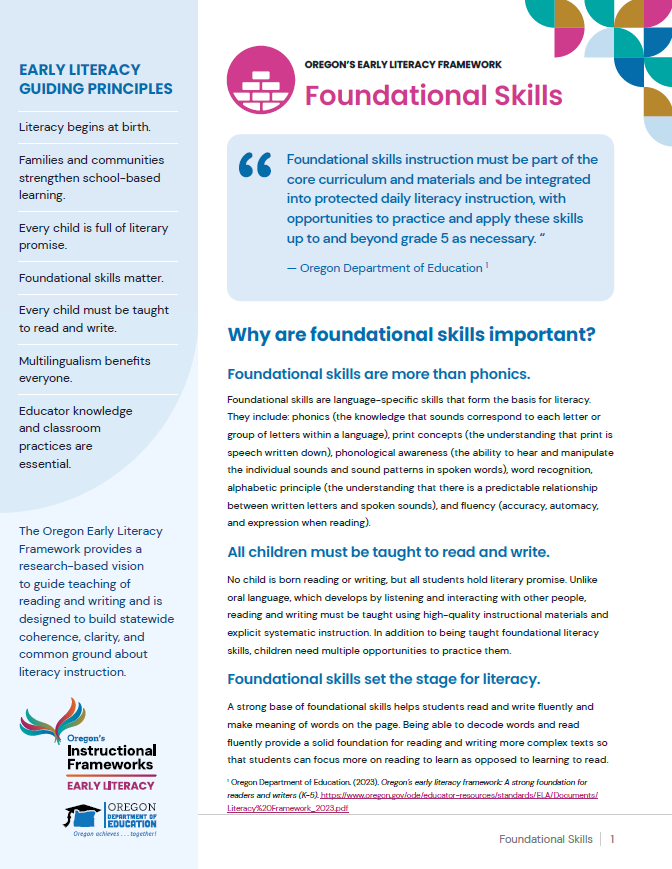 EARLY LITERACY
GUIDING PRINCIPLES
Literacy begins at birth.
Families and communities
strengthen school-based
learning.
Every child is full of literary
promise.
Foundational skills matter.
Every child must be taught
to read and write.
Multilingualism benefits
everyone.
Educator knowledge
and classroom
practices are
essential.
The Oregon Early Literacy
Framework provides a
research-based vision
to guide teaching of
reading and writing and is
designed to build statewide
coherence, clarity, and
common ground about
literacy instruction.
Oregon's
Instructional
Frameworks
EARLY LITERACY
OREGON
DEPARTMENT OF
EDUCATION
Oregon achieves . . . together!
OREGON'S EARLY LITERACY FRAMEWORK
Foundational Skills
“ Foundational skills instruction must be part of the
core curriculum and materials and be integrated
into protected daily literacy instruction, with
opportunities to practice and apply these skills
up to and beyond grade 5 as necessary. “
— Oregon Department of Education ¹
Why are foundational skills important?
Foundational skills are more than phonics.
Foundational skills are language-specific skills that form the basis for literacy.
They include: phonics (the knowledge that sounds correspond to each letter or
group of letters within a language), print concepts (the understanding that print is
speech written down), phonological awareness (the ability to hear and manipulate
the individual sounds and sound patterns in spoken words), word recognition,
alphabetic principle (the understanding that there is a predictable relationship
between written letters and spoken sounds), and fluency (accuracy, automacy,
and expression when reading).
All children must be taught to read and write.
No child is born reading or writing, but all students hold literary promise. Unlike
oral language, which develops by listening and interacting with other people,
reading and writing must be taught using high-quality instructional materials and
explicit systematic instruction. In addition to being taught foundational literacy
skills, children need multiple opportunities to practice them.
Foundational skills set the stage for literacy.
A strong base of foundational skills helps students read and write fluently and
make meaning of words on the page. Being able to decode words and read
fluently provide a solid foundation for reading and writing more complex texts so
that students can focus more on reading to learn as opposed to learning to read.
¹ Oregon Department of Education. (2023). Oregon's early literacy framework: A strong foundation for
readers and writers (K-5). https://www.oregon.gov/ode/educator-resources/standards/ELA/Documents/
Literacy%20Framework_2023.pdf
Foundational Skills | 1